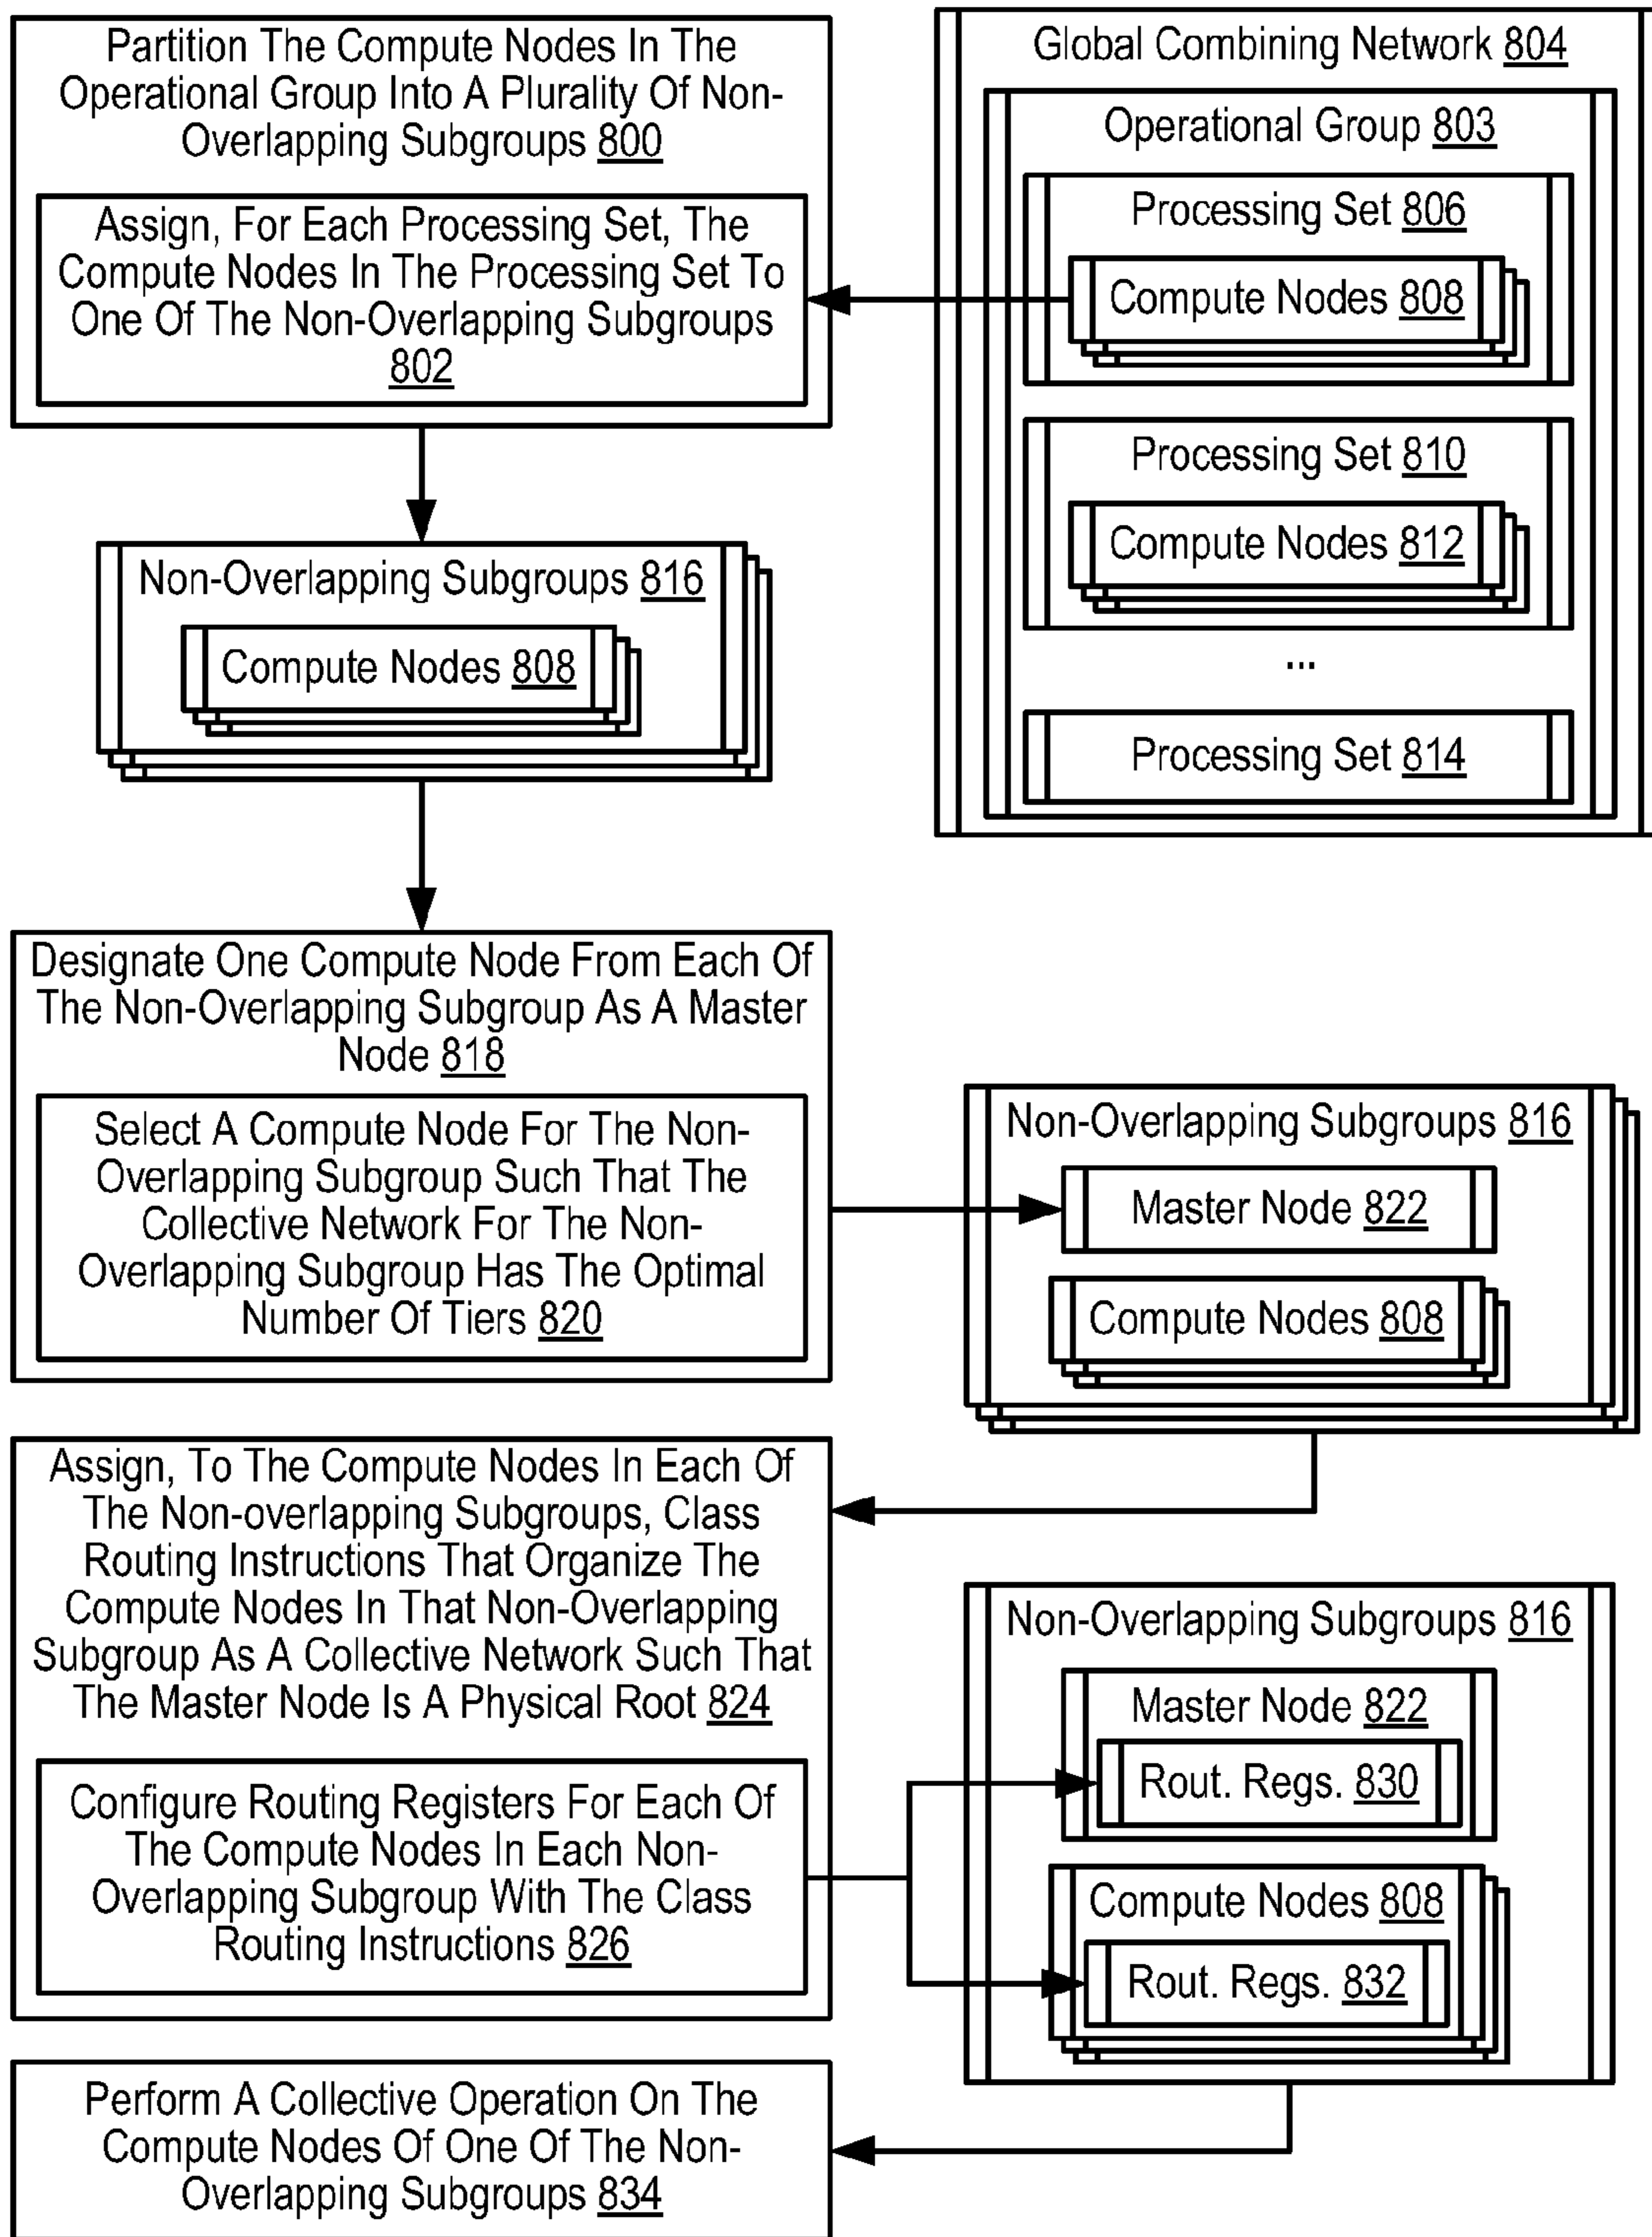 Partition The Compute Nodes In The
Operational Group Into A Plurality Of Non-
Overlapping Subgroups 800
Assign, For Each Processing Set, The
Compute Nodes In The Processing Set To
One Of The Non-Overlapping Subgroups
802
Global Combining Network 804
Operational Group 803
Processing Set 806
Compute Nodes 808
Processing Set 810
Compute Nodes 812
...
Processing Set 814
Non-Overlapping Subgroups 816
Compute Nodes 808
Designate One Compute Node From Each Of
The Non-Overlapping Subgroup As A Master
Node 818
Select A Compute Node For The Non-
Overlapping Subgroup Such That The
Collective Network For The Non-
Overlapping Subgroup Has The Optimal
Number Of Tiers 820
Non-Overlapping Subgroups 816
Master Node 822
Compute Nodes 808
Assign, To The Compute Nodes In Each Of
The Non-overlapping Subgroups, Class
Routing Instructions That Organize The
Compute Nodes In That Non-Overlapping
Subgroup As A Collective Network Such That
The Master Node Is A Physical Root 824
Configure Routing Registers For Each Of
The Compute Nodes In Each Non-
Overlapping Subgroup With The Class
Routing Instructions 826
Non-Overlapping Subgroups 816
Master Node 822
Rout. Regs. 830
Compute Nodes 808
Rout. Regs. 832
Perform A Collective Operation On The
Compute Nodes Of One Of The Non-
Overlapping Subgroups 834